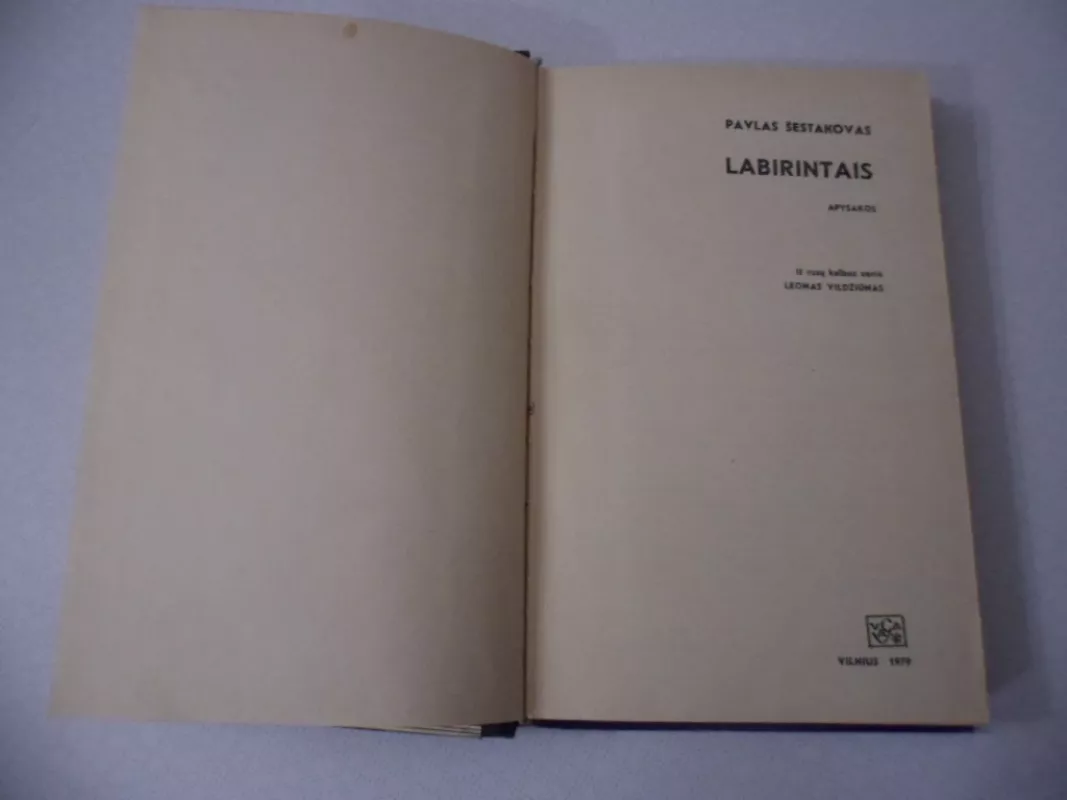 PAVLAS ŠESTAKOVAS
LABIRINTAIS
APYSAKOS
Iš rusų kalbos vertė
LEONAS VILDŽIŪNAS
VILNIUS 1979